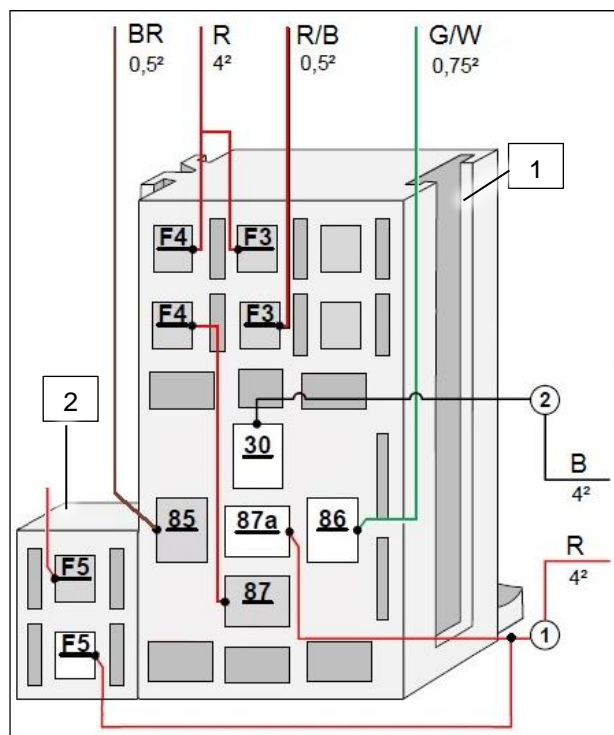 BR R R/B G/W
0,5² 4² 0,5² 0,75²
1
F4 F3
F4 F3
2
2
30
B
4²
85 87a 86
R
4²
F5
87
1
F5